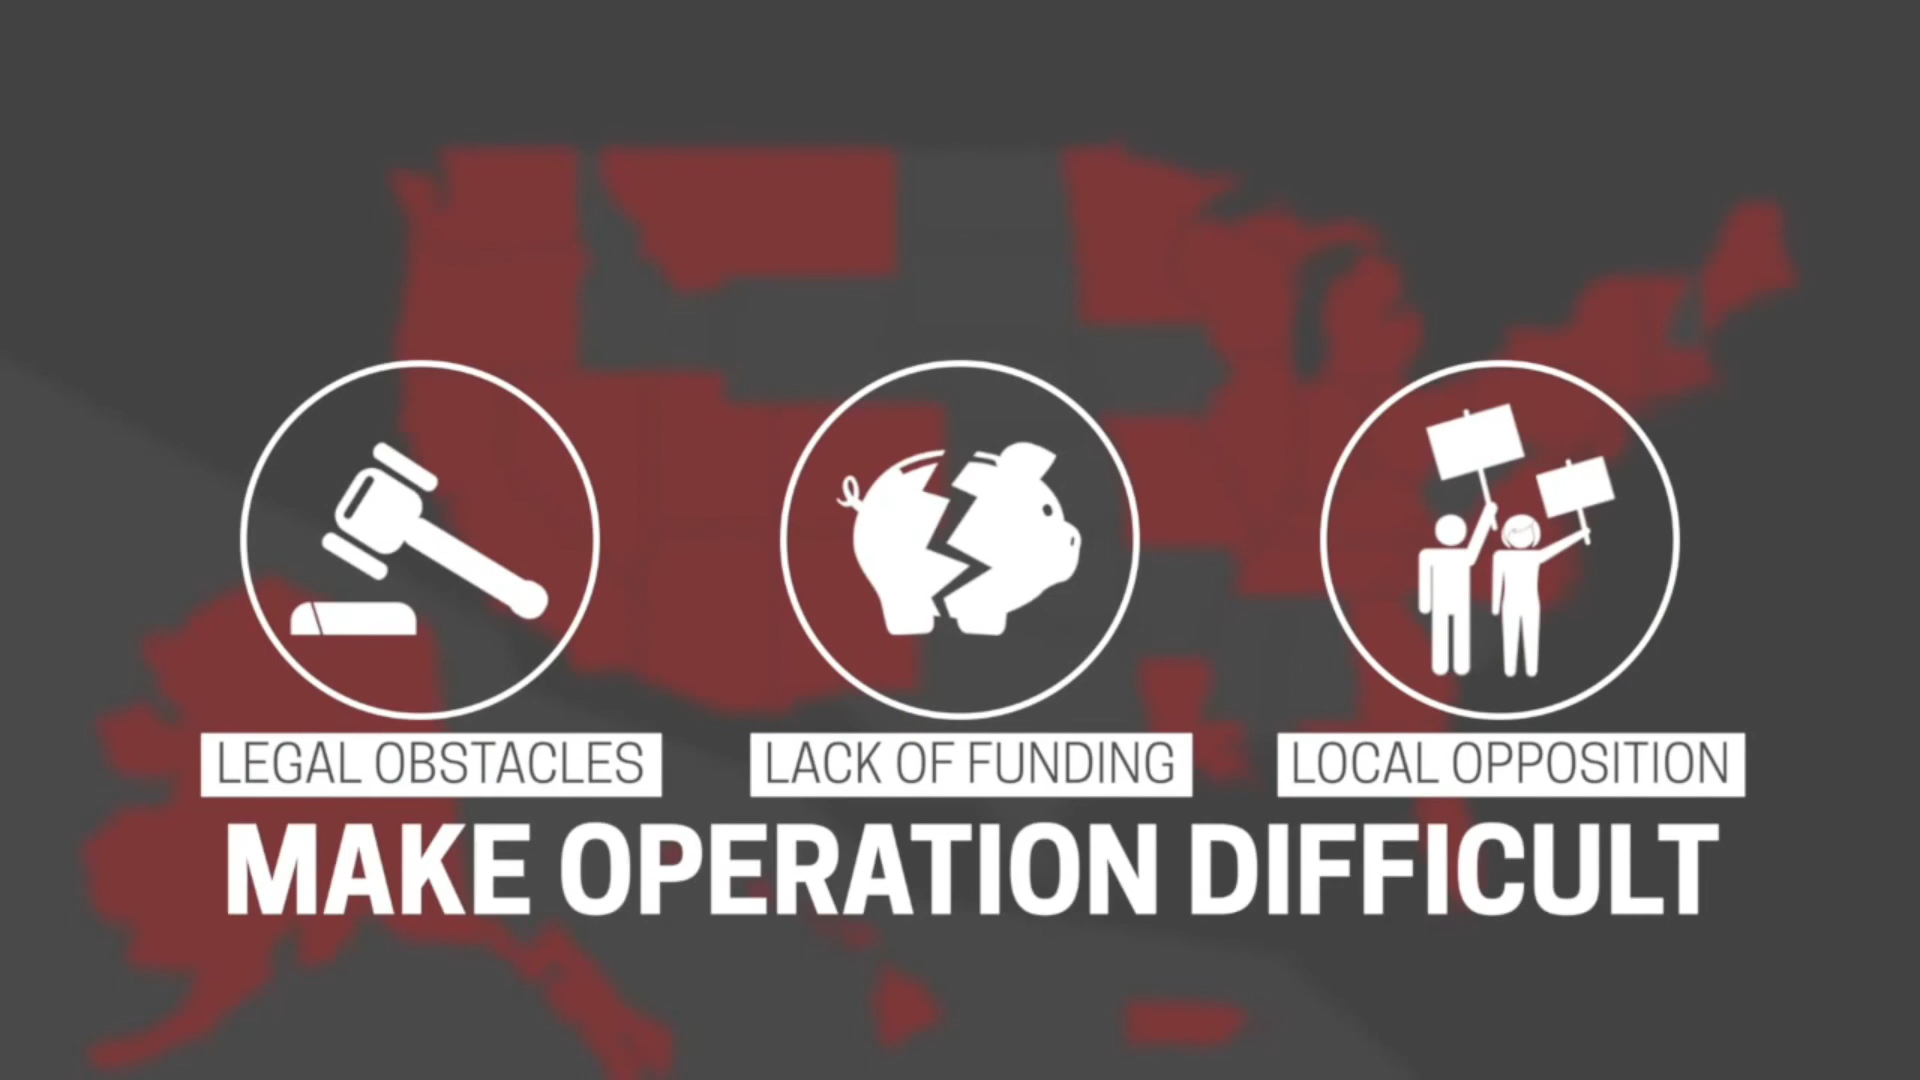 LEGAL OBSTACLES
LACK OF FUNDING
LOCAL OPPOSITION
MAKE OPERATION DIFFICULT